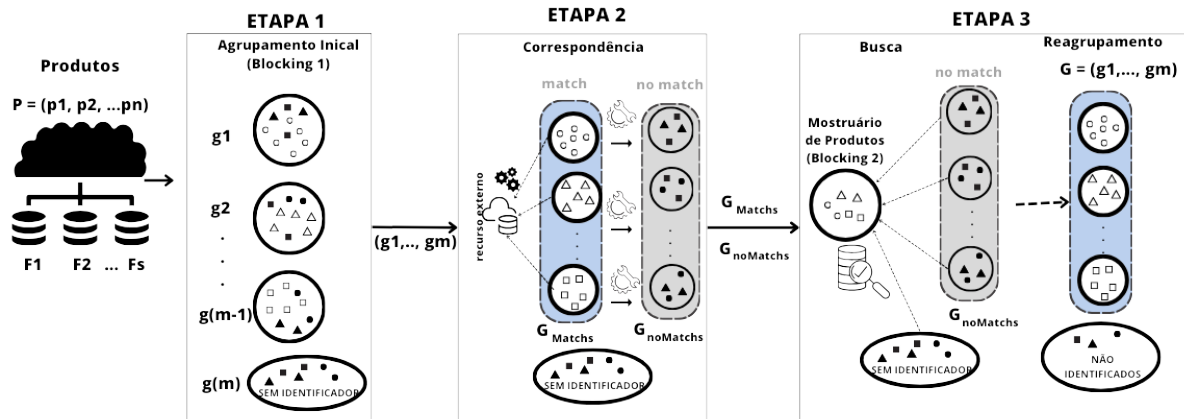 Produtos
P = (p1, p2, ...pn)
F1 F2 ... Fs
ETAPA 1
Agrupamento Inical
(Blocking 1)
g1
g2
.
.
.
g(m-1)
g(m)
SEM IDENTIFICADOR
(g1,.., gm)
ETAPA 2
Correspondência
match
no match
recurso externo
. . .
. . .
G Matchs
G noMatchs
SEM IDENTIFICADOR
G Matchs
G noMatchs
ETAPA 3
Busca
no match
Mostruário
de Produtos
(Blocking 2)
. . .
G noMatchs
SEM IDENTIFICADOR
Reagrupamento
G = (g1,..., gm)
. . .
NÃO
IDENTIFICADOS